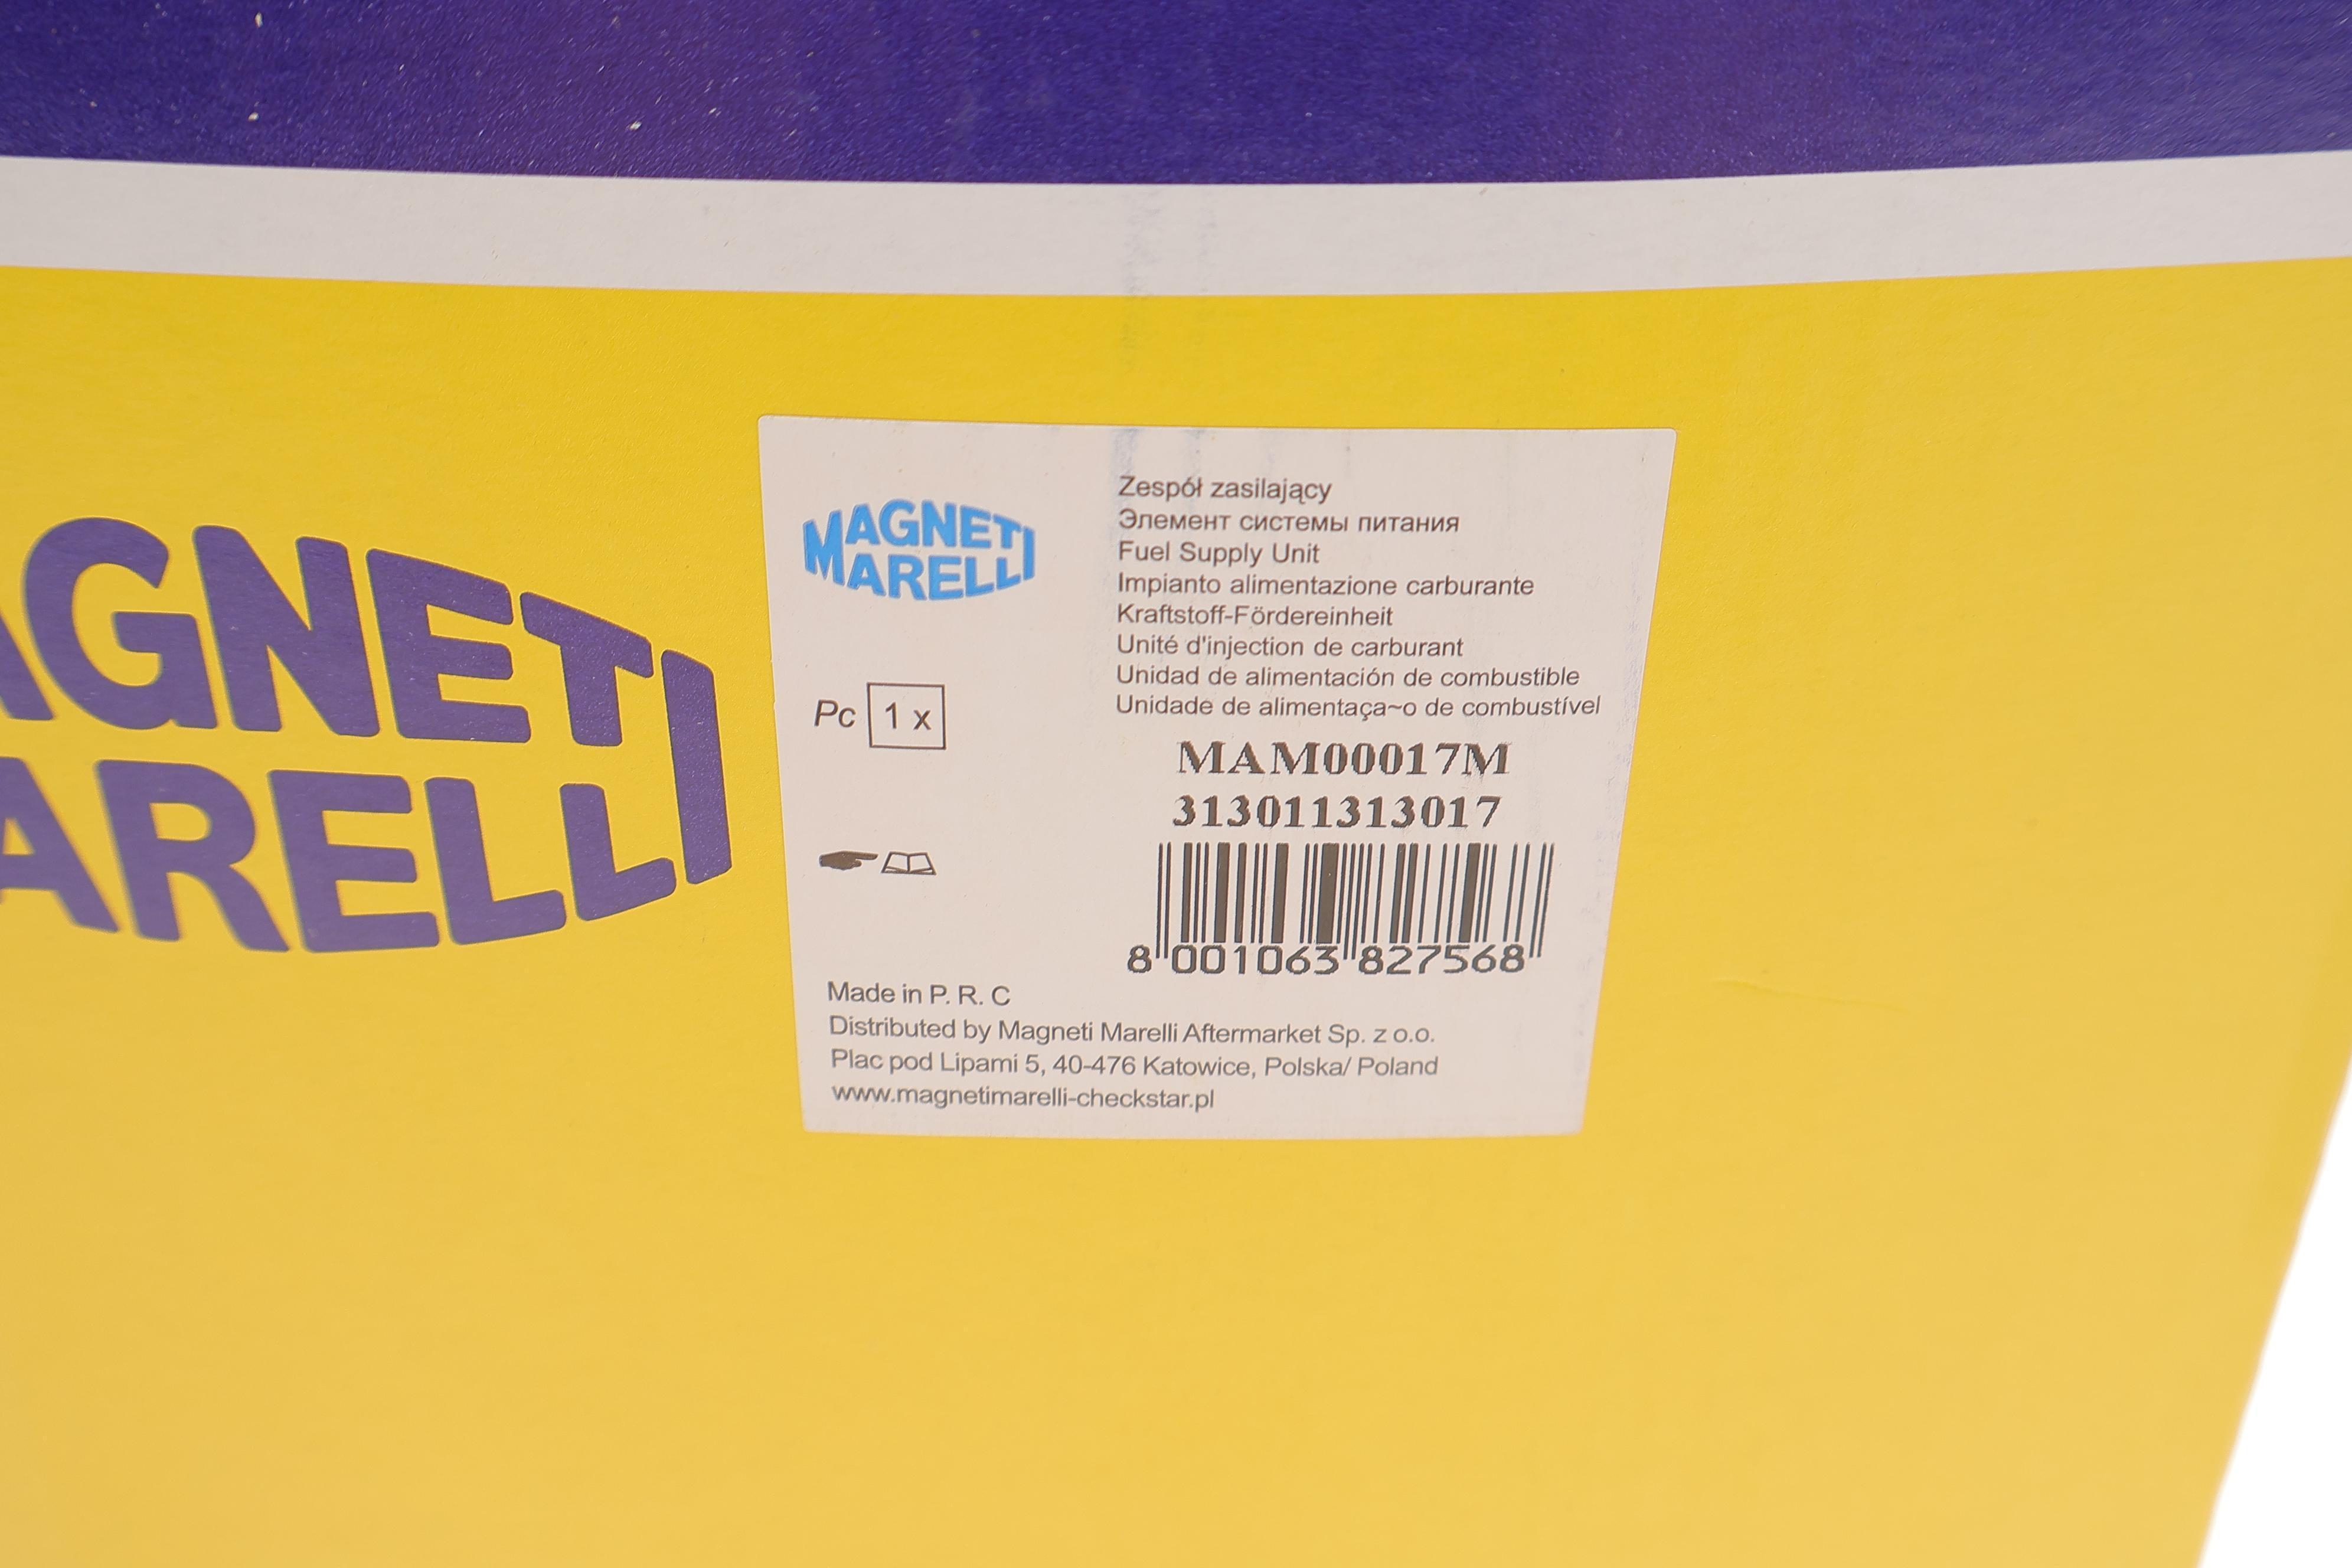 AGNETI
ARELLI
MAGNETI
MARELLI
Pc 1 x
Zespół zasilający
Элемент системы питания
Fuel Supply Unit
Impianto alimentazione carburante
Kraftstoff-Fördereinheit
Unité d'injection de carburant
Unidad de alimentación de combustible
Unidade de alimentaça~o de combustível
MAM00017M
313011313017
8 001063 827568
Made in P. R. C
Distributed by Magneti Marelli Aftermarket Sp. z o.o.
Plac pod Lipami 5, 40-476 Katowice, Polska/ Poland
www.magnetimarelli-checkstar.pl